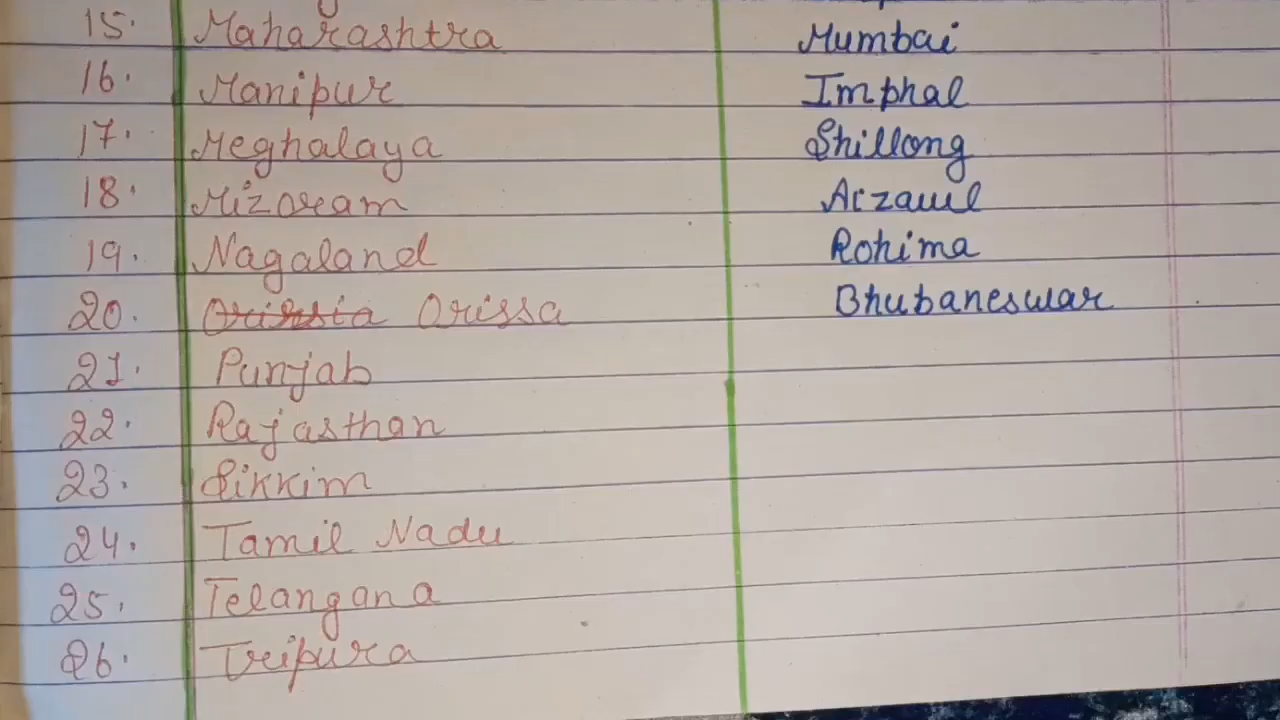 15. Maharashtra Mumbai
16. Manipur Imphal
17. Meghalaya Shillong
18. Mizoram Aizawl
19. Nagaland Kohima
20. Orissa Bhubaneswar
21. Punjab
22. Rajasthan
23. Sikkim
24. Tamil Nadu
25. Telangana
26. Tripura